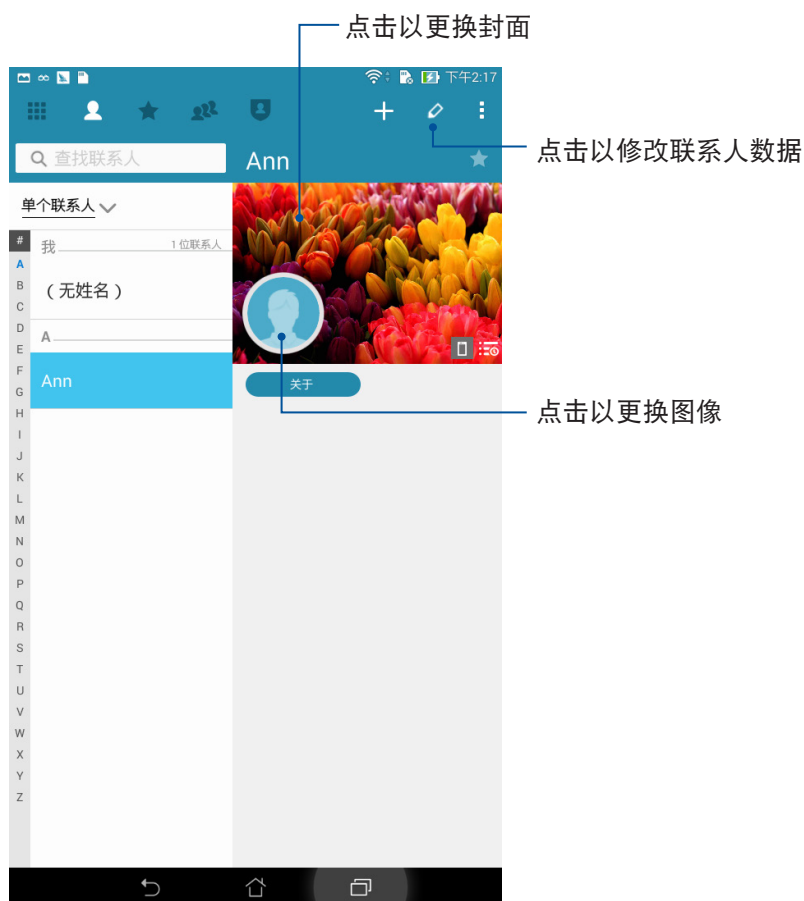 点击以更换封面
下午2:17
查找联系人
Ann
点击以修改联系人数据
单个联系人
#
我
1 位联系人
A
B
（无姓名）
C
D
A
E
F
Ann
关于
G
点击以更换图像
H
I
J
K
L
M
N
O
P
Q
R
S
T
U
V
W
X
Y
Z